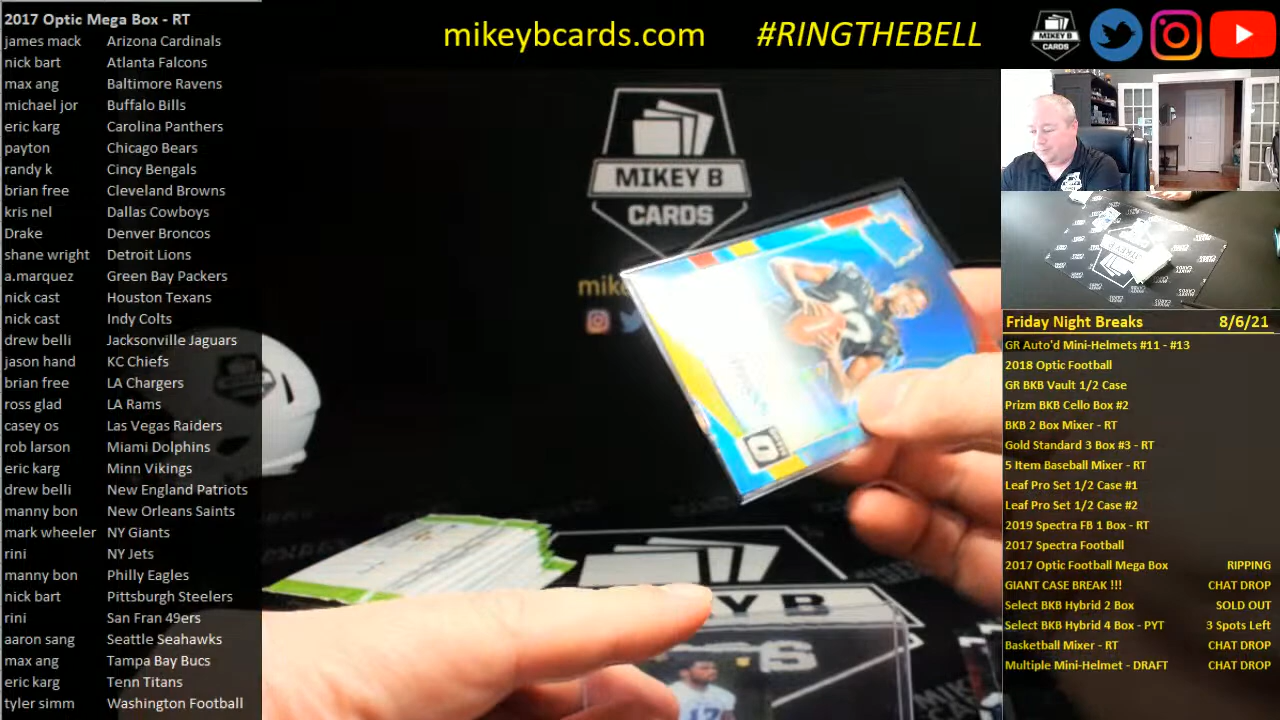 2017 Optic Mega Box - RT
james mack Arizona Cardinals
nick bart Atlanta Falcons
max ang Baltimore Ravens
michael jor Buffalo Bills
eric karg Carolina Panthers
payton Chicago Bears
randy k Cincy Bengals
brian free Cleveland Browns
kris nel Dallas Cowboys
Drake Denver Broncos
shane wright Detroit Lions
a.marquez Green Bay Packers
nick cast Houston Texans
nick cast Indy Colts
drew belli Jacksonville Jaguars
jason hand KC Chiefs
brian free LA Chargers
ross glad LA Rams
casey os Las Vegas Raiders
rob larson Miami Dolphins
eric karg Minn Vikings
drew belli New England Patriots
manny bon New Orleans Saints
mark wheeler NY Giants
rini NY Jets
manny bon Philly Eagles
nick bart Pittsburgh Steelers
rini San Fran 49ers
aaron sang Seattle Seahawks
max ang Tampa Bay Bucs
eric karg Tenn Titans
tyler simm Washington Football
mikeybcards.com #RINGTHEBELL
MIKEY B
CARDS
MIKEY B
CARDS
Friday Night Breaks 8/6/21
GR Auto'd Mini-Helmets #11 - #13
2018 Optic Football
GR BKB Vault 1/2 Case
Prizm BKB Cello Box #2
BKB 2 Box Mixer - RT
Gold Standard 3 Box #3 - RT
5 Item Baseball Mixer - RT
Leaf Pro Set 1/2 Case #1
Leaf Pro Set 1/2 Case #2
2019 Spectra FB 1 Box - RT
2017 Spectra Football
2017 Optic Football Mega Box RIPPING
GIANT CASE BREAK !!! CHAT DROP
Select BKB Hybrid 2 Box SOLD OUT
Select BKB Hybrid 4 Box - PYT 3 Spots Left
Basketball Mixer - RT CHAT DROP
Multiple Mini-Helmet - DRAFT CHAT DROP